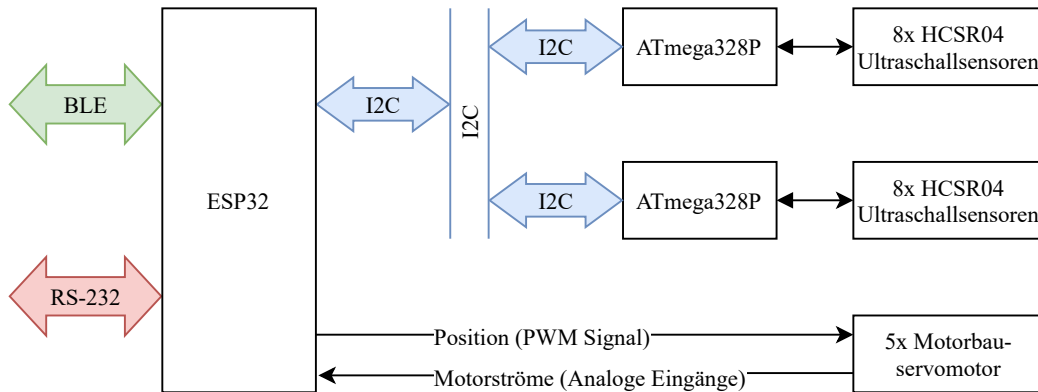 BLE
RS-232
ESP32
I2C
I2C
I2C
ATmega328P
8x HCSR04
Ultraschallsensoren
I2C
ATmega328P
8x HCSR04
Ultraschallsensoren
Position (PWM Signal)
Motorströme (Analoge Eingänge)
5x Motorbau-
servomotor